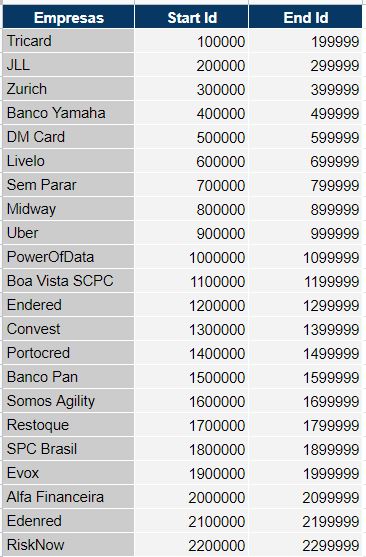 Empresas Start Id End Id
Tricard 100000 199999
JLL 200000 299999
Zurich 300000 399999
Banco Yamaha 400000 499999
DM Card 500000 599999
Livelo 600000 699999
Sem Parar 700000 799999
Midway 800000 899999
Uber 900000 999999
PowerOfData 1000000 1099999
Boa Vista SCPC 1100000 1199999
Endered 1200000 1299999
Convest 1300000 1399999
Portocred 1400000 1499999
Banco Pan 1500000 1599999
Somos Agility 1600000 1699999
Restoque 1700000 1799999
SPC Brasil 1800000 1899999
Evox 1900000 1999999
Alfa Financeira 2000000 2099999
Edenred 2100000 2199999
RiskNow 2200000 2299999